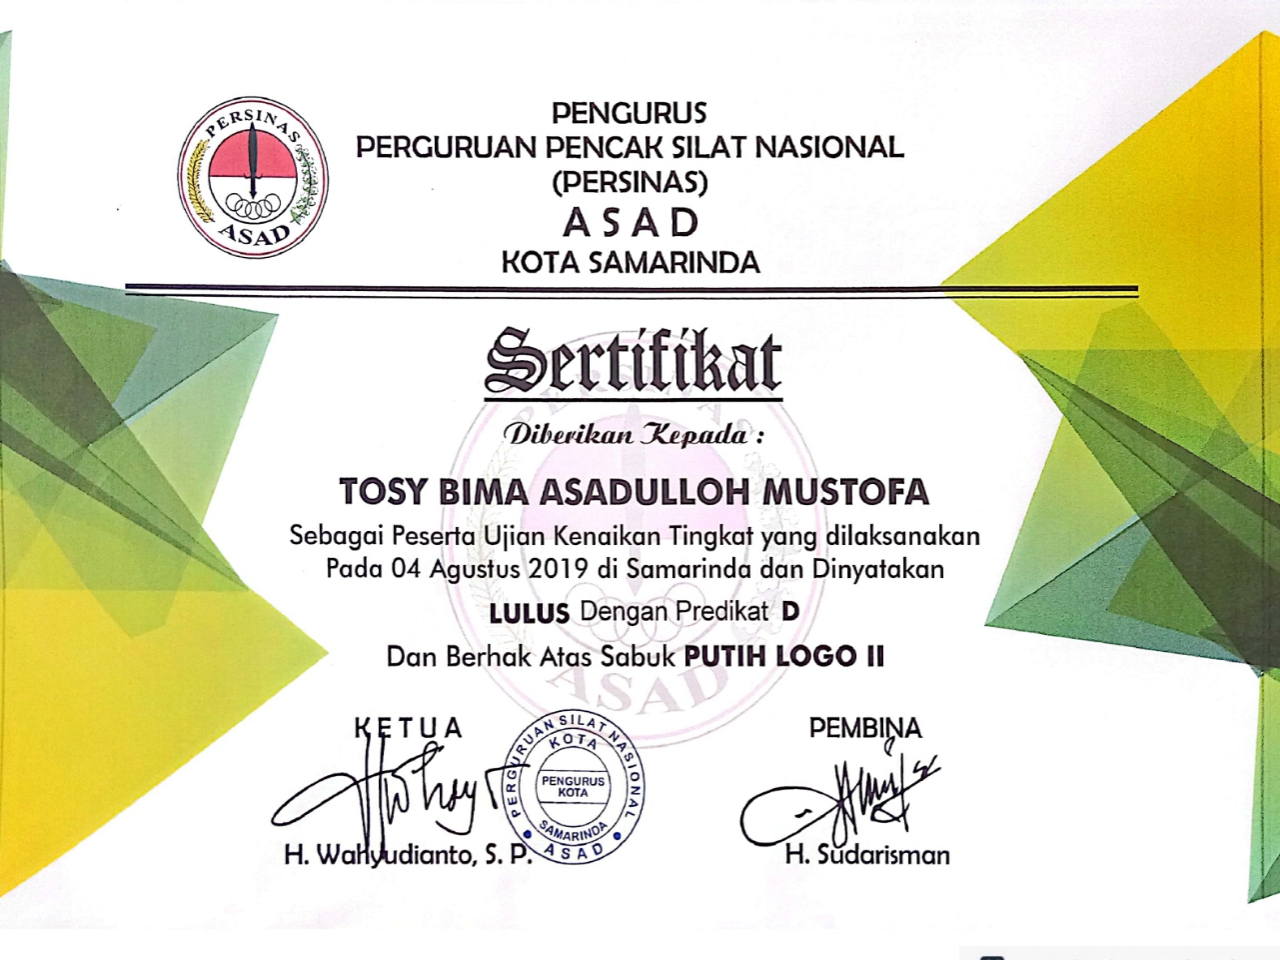 PERSINAS
ASAD
PENGURUS
PERGURUAN PENCAK SILAT NASIONAL
(PERSINAS)
A S A D
KOTA SAMARINDA
Sertifikat
Diberikan Kepada :
TOSY BIMA ASADULLOH MUSTOFA
Sebagai Peserta Ujian Kenaikan Tingkat yang dilaksanakan
Pada 04 Agustus 2019 di Samarinda dan Dinyatakan
LULUS Dengan Predikat D
Dan Berhak Atas Sabuk PUTIH LOGO II
PERSINAS
ASAD
K E T U A
PERGURUAN SILAT NASIONAL
KOTA
PENGURUS
KOTA
SAMARINDA
ASAD
H. Wahyudianto, S. P.
PEMBINA
H. Sudarisman